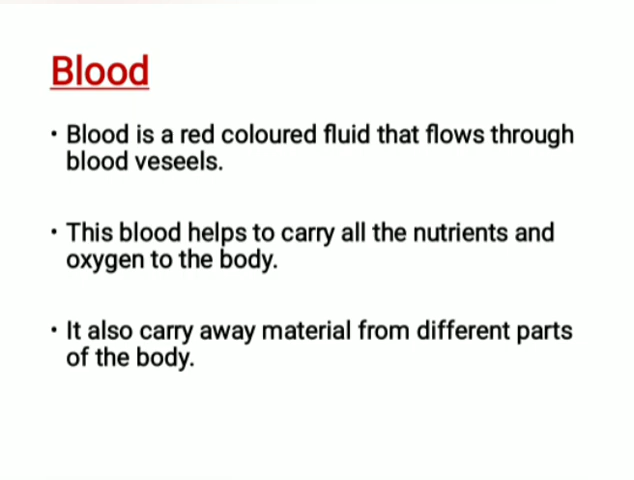 Blood
• Blood is a red coloured fluid that flows through
blood veseels.
• This blood helps to carry all the nutrients and
oxygen to the body.
• It also carry away material from different parts
of the body.